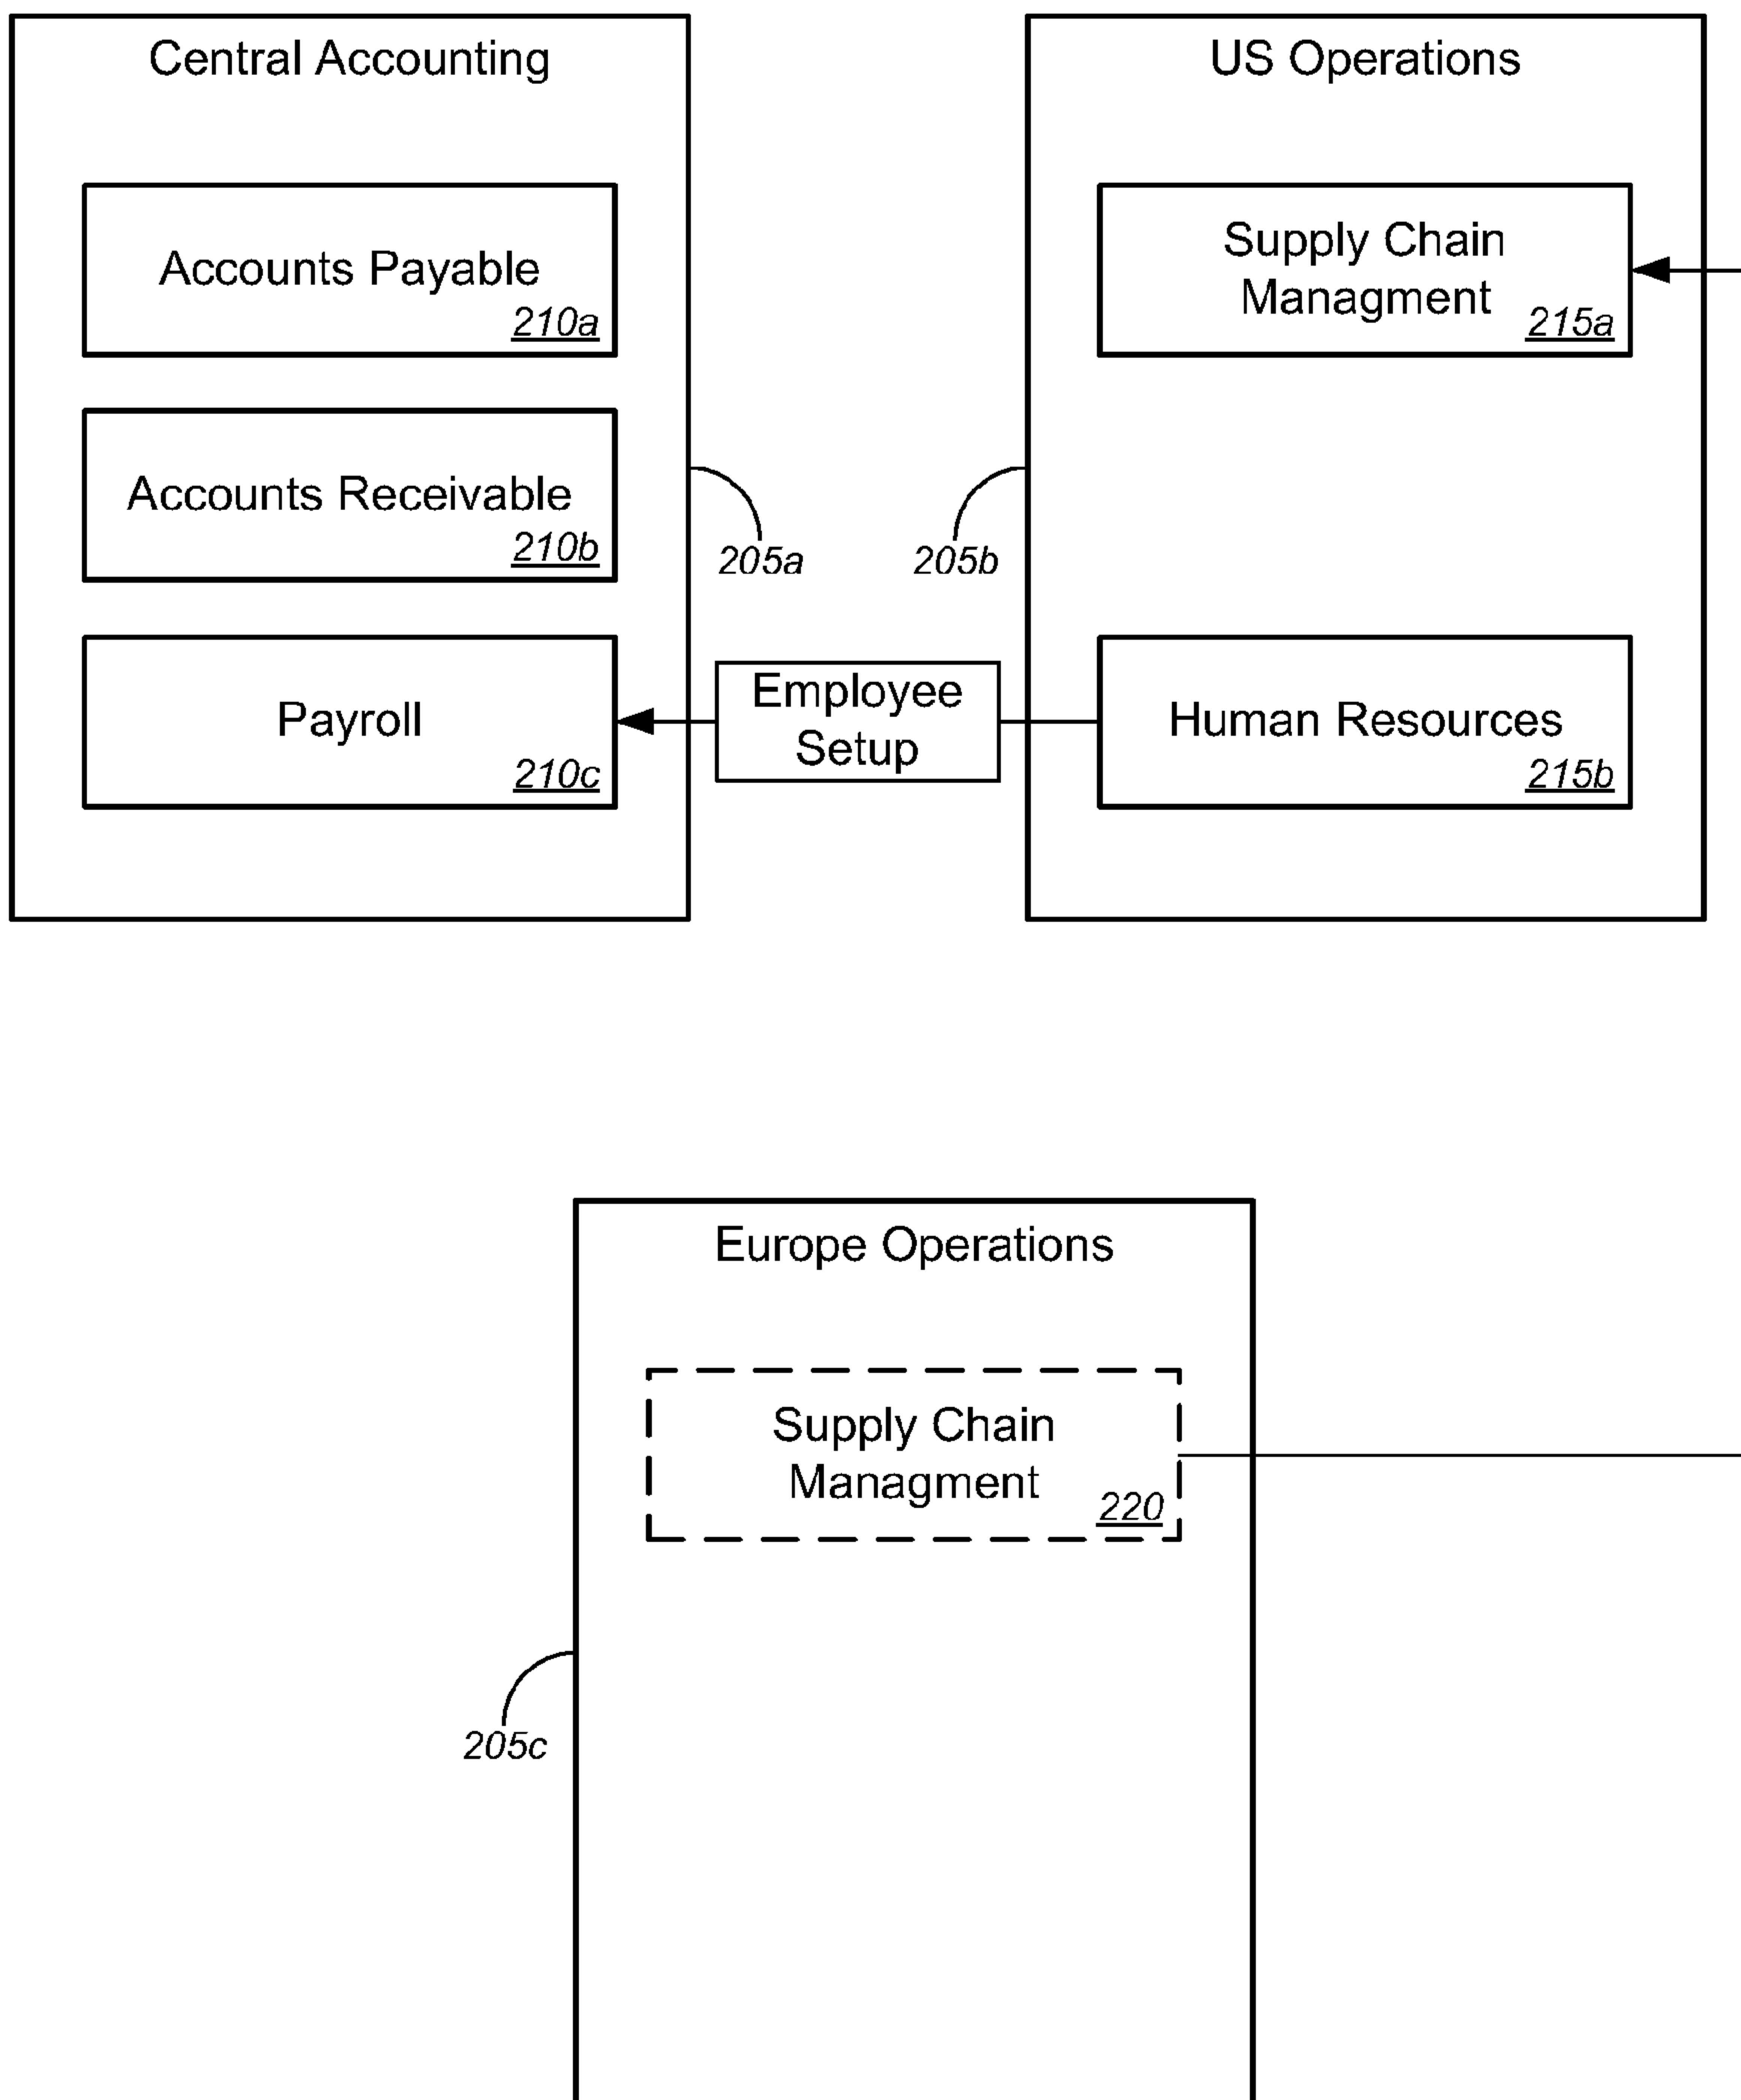 Central Accounting
Accounts Payable
210a
Accounts Receivable
210b
Payroll
210c
205a
Employee
Setup
US Operations
Supply Chain
Managment
215a
205b
Human Resources
215b
Europe Operations
Supply Chain
Managment
220
205c